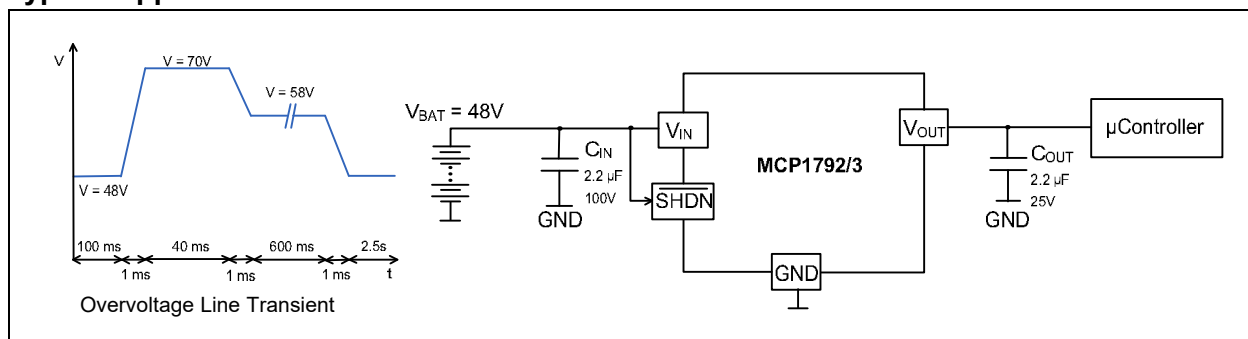 V
V = 70V
V = 58V
V = 48V
100 ms
1 ms
40 ms
1 ms
600 ms
1 ms
2.5s
t
Overvoltage Line Transient
VBAT = 48V
CIN
2.2 µF
100V
GND
VIN
SHDN
MCP1792/3
GND
VOUT
COUT
2.2 µF
25V
GND
µController